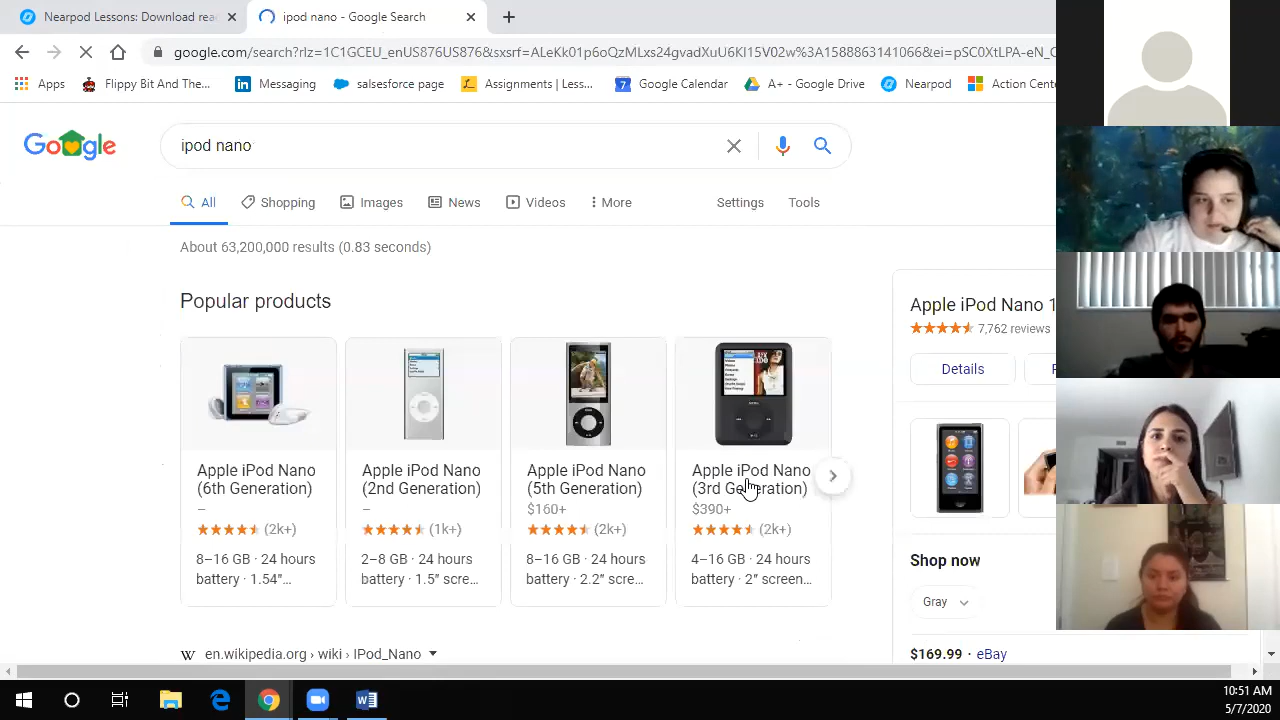 Nearpod Lessons: Download rea
ipod nano - Google Search
google.com/search?rlz=1C1GCEU_enUS876US876&sxsrf=ALeKk01p6oQzMLxs24gvadXuU6Kl15V02w%3A1588863141066&ei=pSC0XtLPA-eN_C
Apps
Flippy Bit And The...
Messaging
salsesforce page
Assignments | Less...
Google Calendar
A+ - Google Drive
Nearpod
Action Cente
Google
ipod nano
All
Shopping
Images
News
Videos
More
Settings
Tools
About 63,200,000 results (0.83 seconds)
Popular products
Apple iPod Nano
(6th Generation)
–
(2k+)
8–16 GB · 24 hours
battery · 1.54″...
Apple iPod Nano
(2nd Generation)
–
(1k+)
2–8 GB · 24 hours
battery · 1.5″ scre...
Apple iPod Nano
(5th Generation)
$160+
(2k+)
8–16 GB · 24 hours
battery · 2.2″ scre...
Apple iPod Nano
(3rd Generation)
$390+
(2k+)
4–16 GB · 24 hours
battery · 2″ screen...
Apple iPod Nano 1
7,762 reviews
Details
Shop now
Gray
$169.99 · eBay
en.wikipedia.org › wiki › IPod_Nano
10:51 AM
5/7/2020